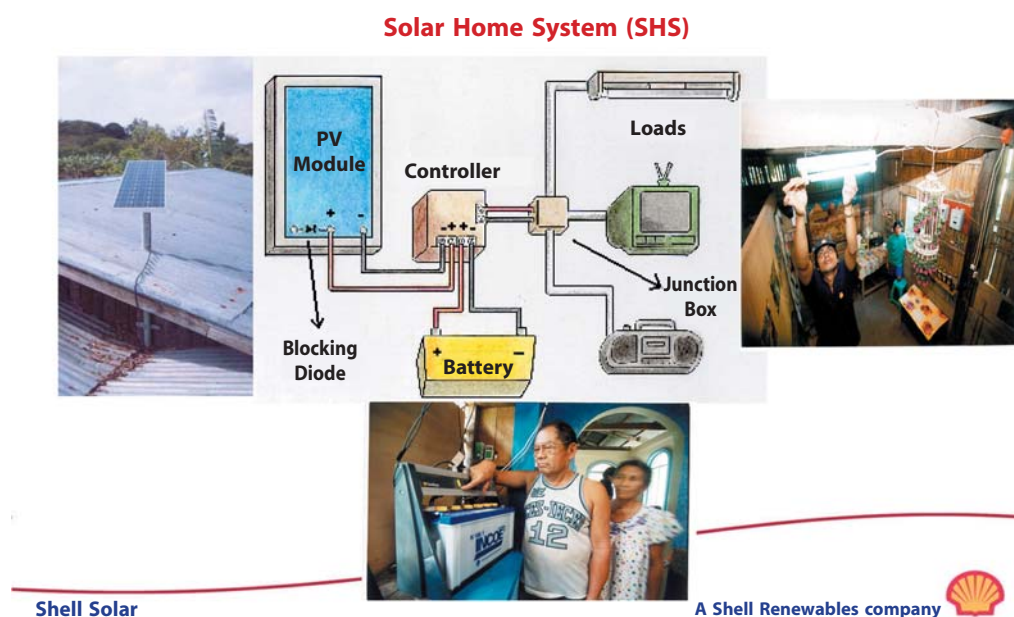 Solar Home System (SHS)
PV
Module
+ -
Controller
- + + -
Loads
Junction
Box
Blocking
Diode
+ -
Battery
INCOE
12
Shell Solar
A Shell Renewables company